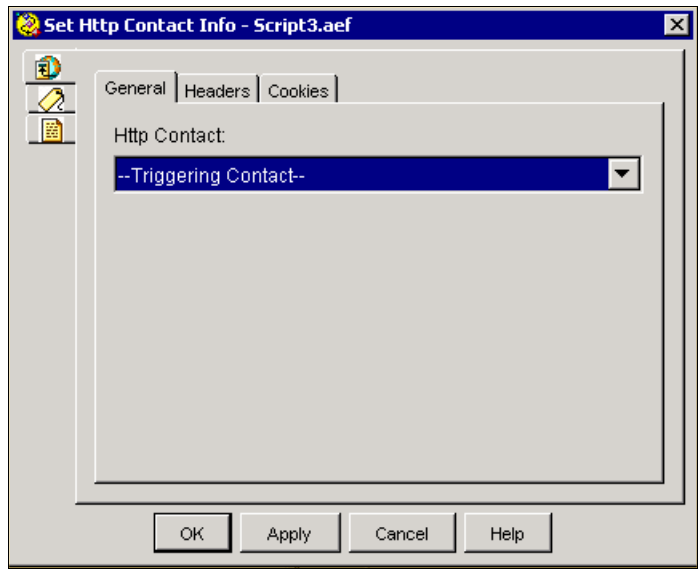 Set Http Contact Info - Script3.aef
General Headers Cookies
Http Contact:
--Triggering Contact--
OK Apply Cancel Help